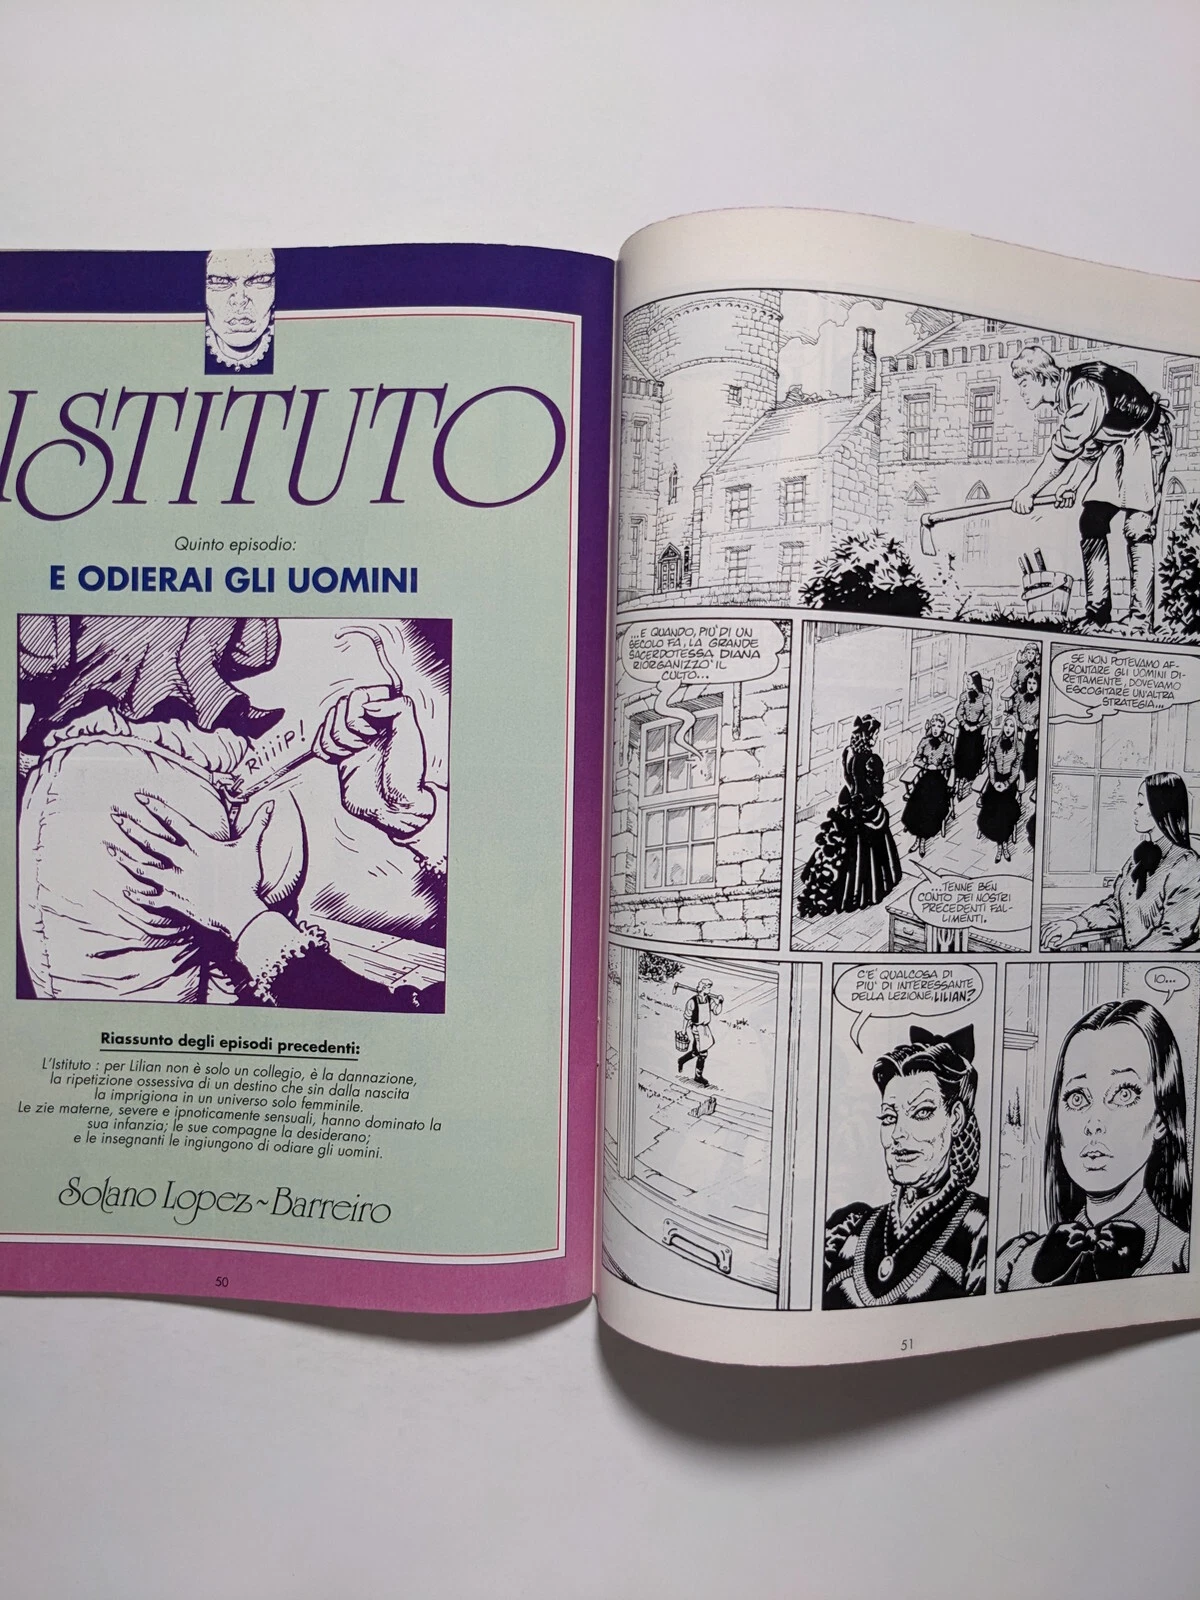 ISTITUTO
Quinto episodio:
E ODIERAI GLI UOMINI
RiiiiP!
Riassunto degli episodi precedenti:
L'Istituto : per Lilian non è solo un collegio, è la dannazione,
la ripetizione ossessiva di un destino che sin dalla nascita
la imprigiona in un universo solo femminile.
Le zie materne, severe e ipnoticamente sensuali, hanno dominato la
sua infanzia; le sue compagne la desiderano;
e le insegnanti le ingiungono di odiare gli uomini.
Solano Lopez~Barreiro
50
...E QUANDO, PIU' DI UN
SECOLO FA, LA GRANDE
SACERDOTESSA DIANA
RIORGANIZZO' IL
CULTO...
...TENNE BEN
CONTO DEI NOSTRI
PRECEDENTI FAL-
LIMENTI.
SE NON POTEVAMO AF-
FRONTARE GLI UOMINI DI-
RETTAMENTE, DOVEVAMO
ESCOGITARE UN'ALTRA
STRATEGIA...
C'E' QUALCOSA DI
PIU' DI INTERESSANTE
DELLA LEZIONE, LILIAN?
IO...
51